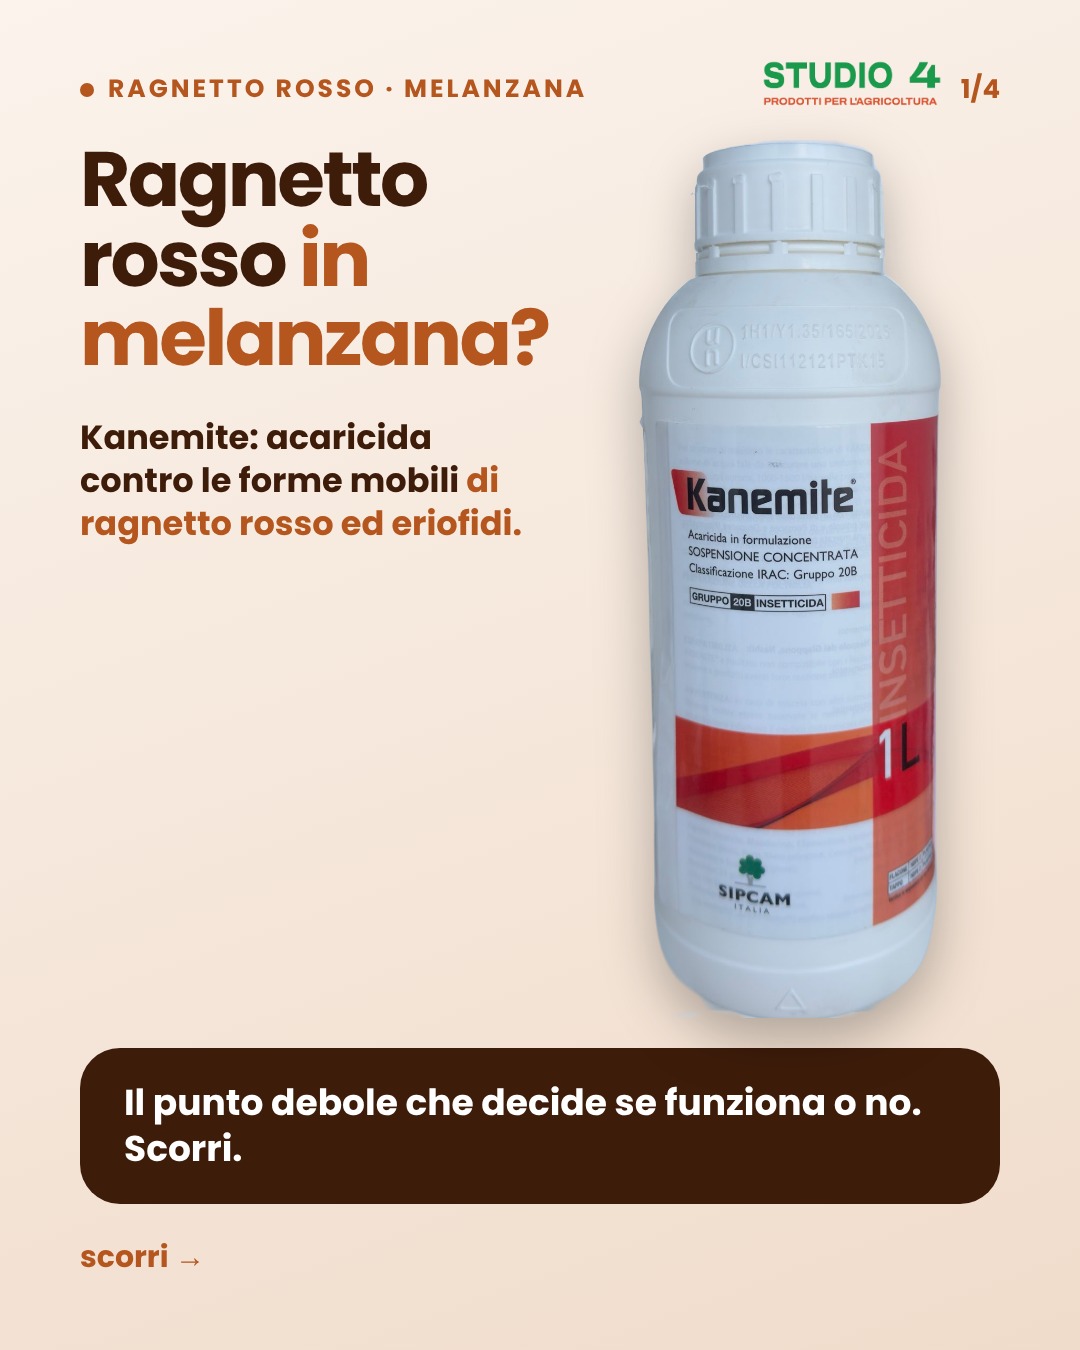 RAGNETTO ROSSO · MELANZANA
STUDIO 4
PRODOTTI PER L'AGRICOLTURA
1/4
Ragnetto
rosso in
melanzana?
Kanemite: acaricida
contro le forme mobili di
ragnetto rosso ed eriofidi.
Kanemite®
Acaricida in formulazione
SOSPENSIONE CONCENTRATA
Classificazione IRAC: Gruppo 20B
GRUPPO 20B INSETTICIDA
INSETTICIDA
1L
SIPCAM
ITALIA
Il punto debole che decide se funziona o no.
Scorri.
scorri →